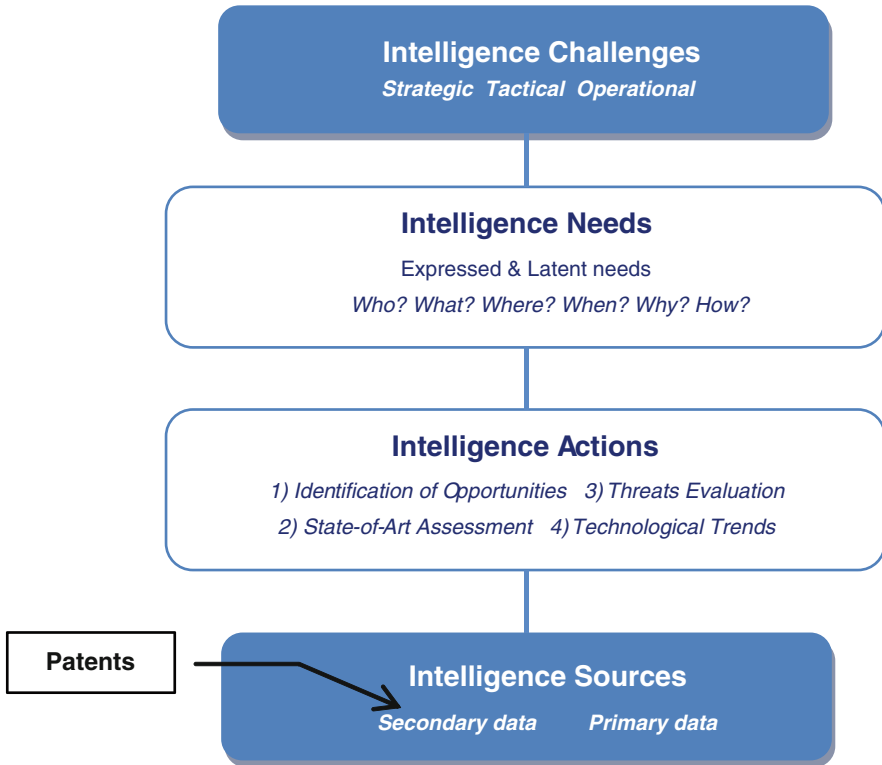 Intelligence Challenges
Strategic Tactical Operational
Intelligence Needs
Expressed & Latent needs
Who? What? Where? When? Why? How?
Intelligence Actions
1) Identification of Opportunities 3) Threats Evaluation
2) State-of-Art Assessment 4) Technological Trends
Patents
Intelligence Sources
Secondary data Primary data